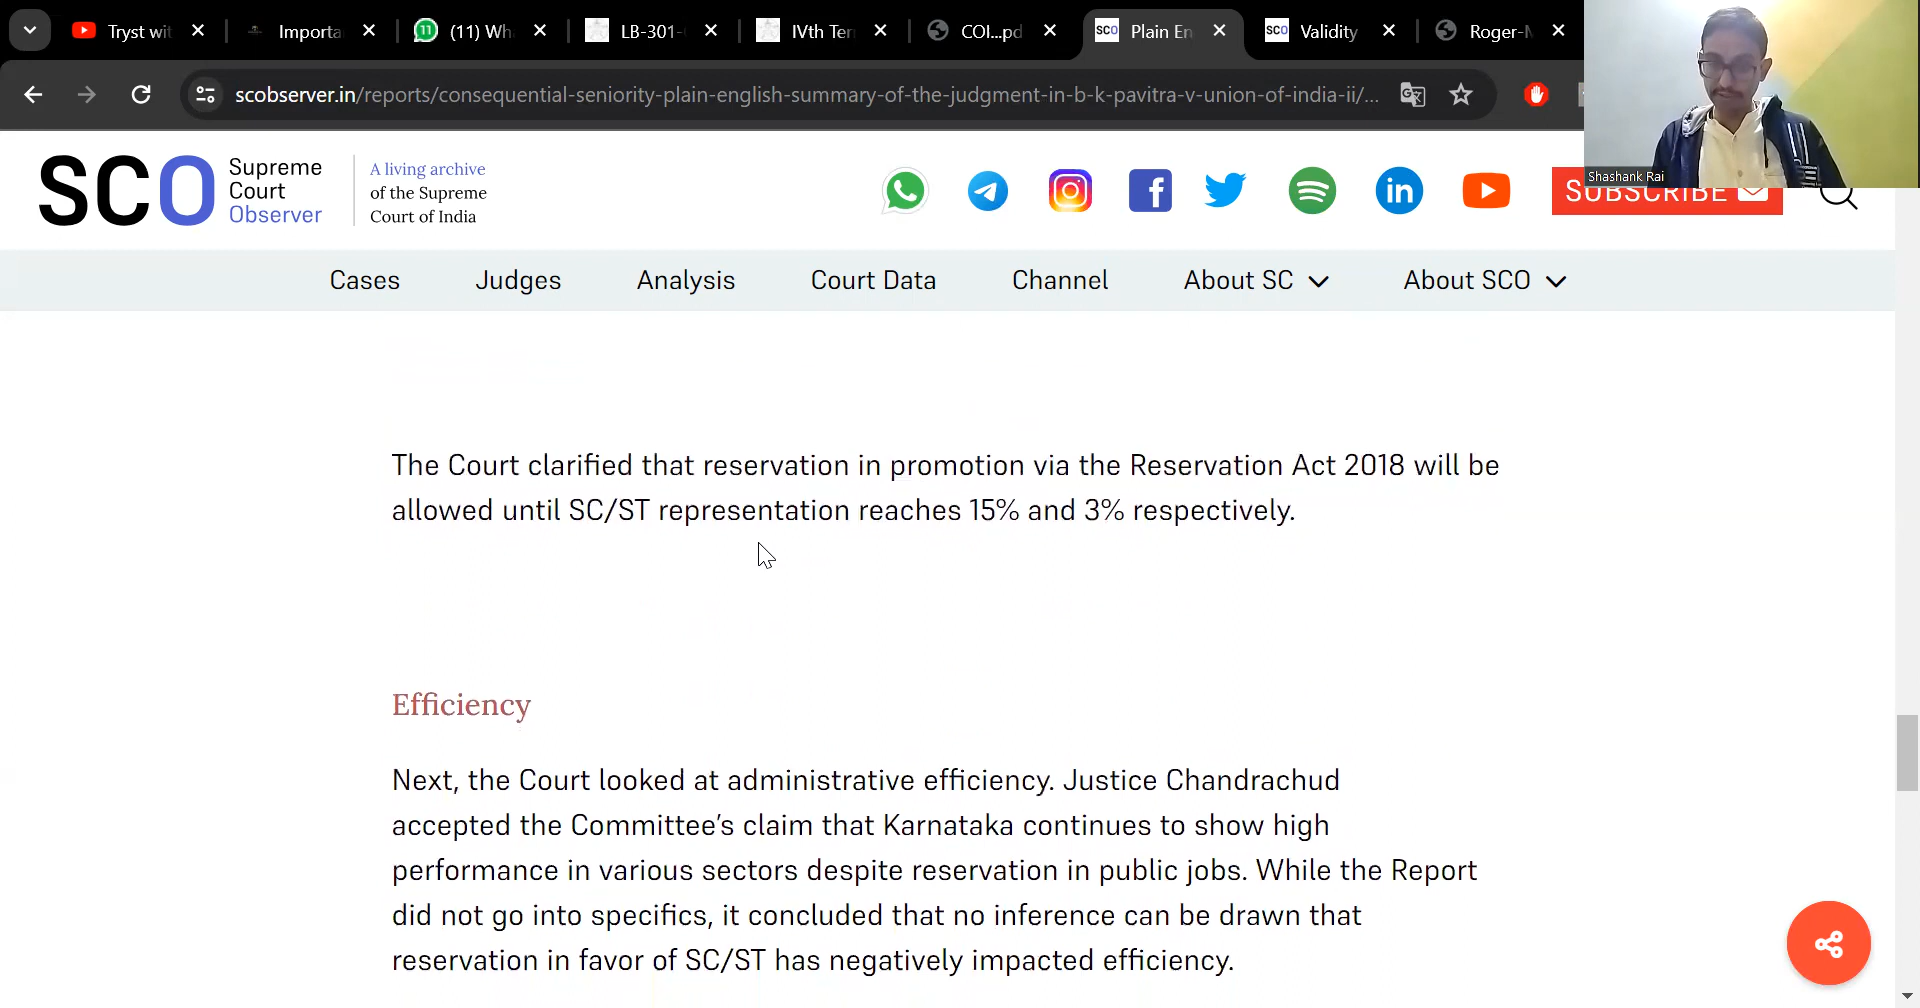 Tryst wit
Importa
(11) Wh
LB-301-
IVth Ter
COI...pd
SCO
Plain En
SCO
Validity
Roger-M
scobserver.in/reports/consequential-seniority-plain-english-summary-of-the-judgment-in-b-k-pavitra-v-union-of-india-ii/...
Shashank Rai
SCO
Supreme
Court
Observer
A living archive
of the Supreme
Court of India
SUBSCRIBE
Cases
Judges
Analysis
Court Data
Channel
About SC
About SCO
The Court clarified that reservation in promotion via the Reservation Act 2018 will be
allowed until SC/ST representation reaches 15% and 3% respectively.
Efficiency
Next, the Court looked at administrative efficiency. Justice Chandrachud
accepted the Committee’s claim that Karnataka continues to show high
performance in various sectors despite reservation in public jobs. While the Report
did not go into specifics, it concluded that no inference can be drawn that
reservation in favor of SC/ST has negatively impacted efficiency.